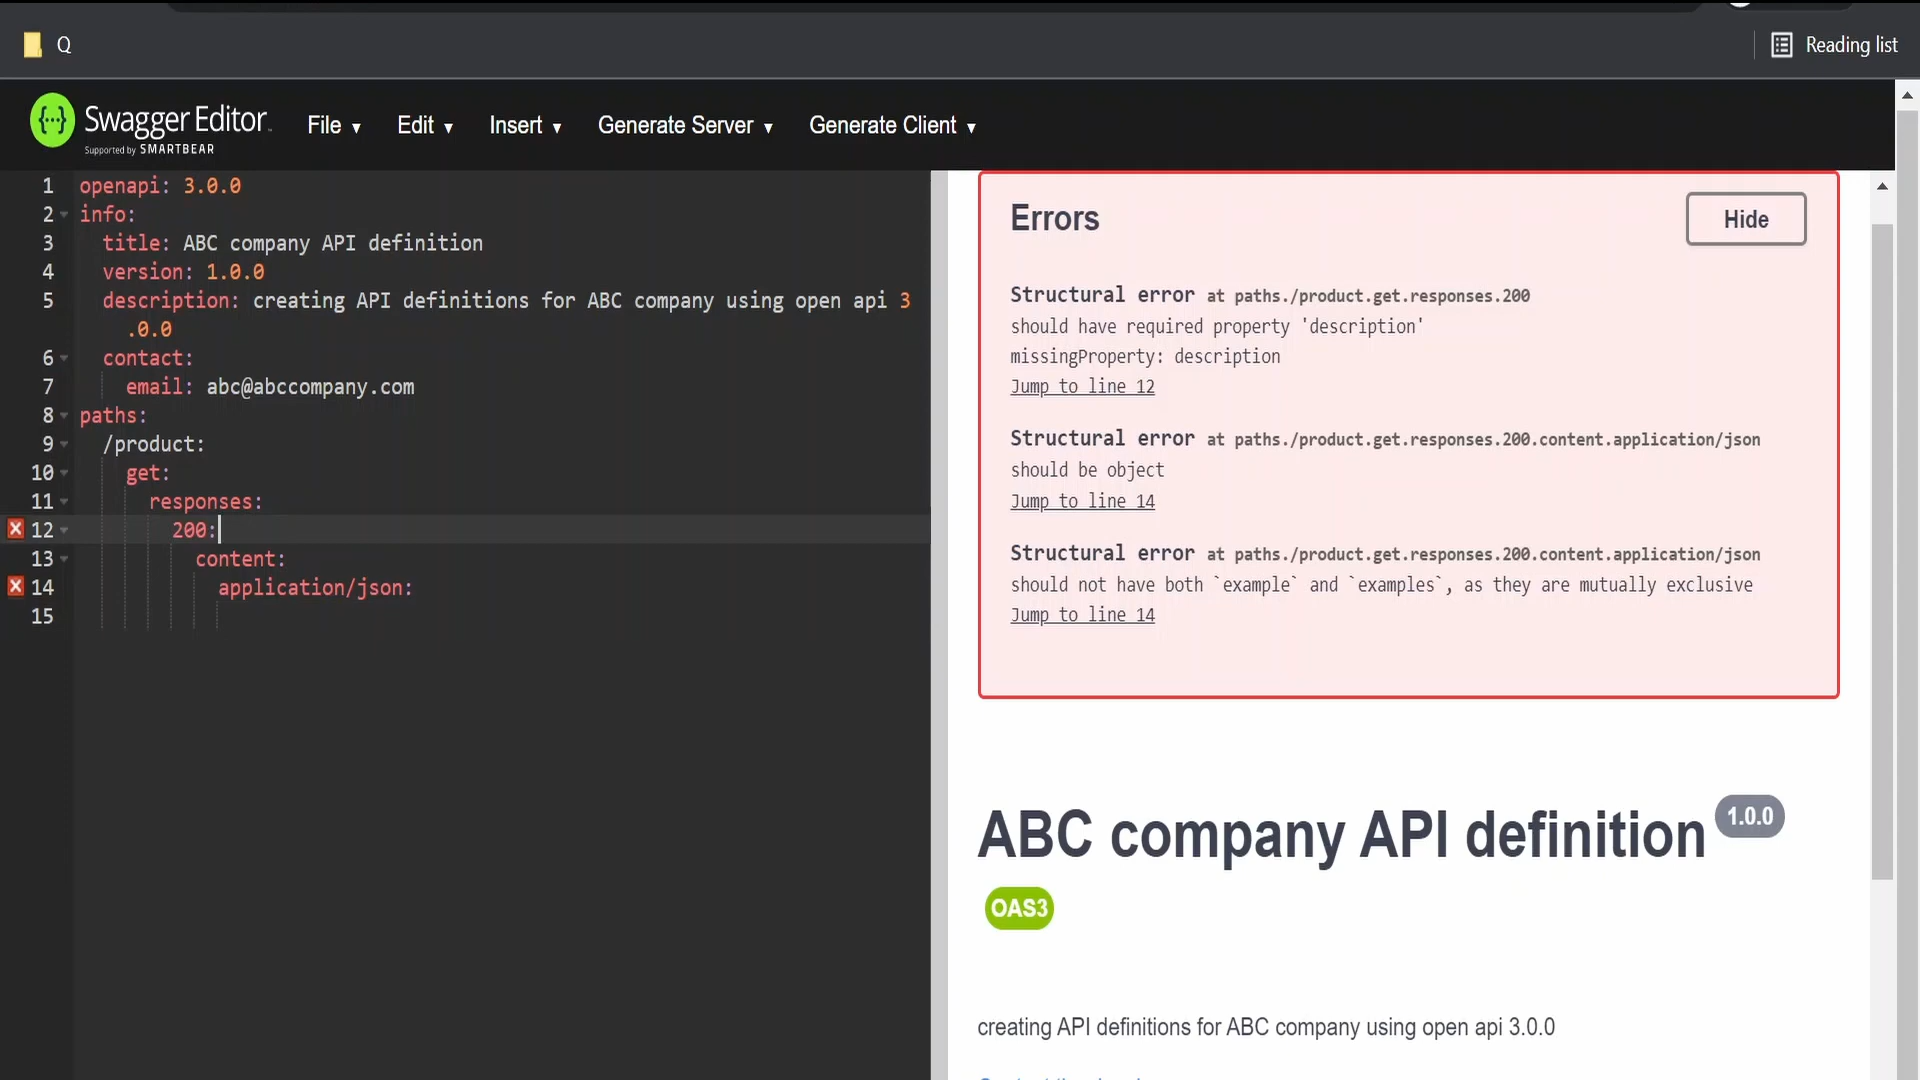 Q
Reading list
Swagger Editor
Supported by SMARTBEAR
File ▾ Edit ▾ Insert ▾ Generate Server ▾ Generate Client ▾
1 openapi: 3.0.0
2 info:
3 title: ABC company API definition
4 version: 1.0.0
5 description: creating API definitions for ABC company using open api 3
.0.0
6 contact:
7 email: abc@abccompany.com
8 paths:
9 /product:
10 get:
11 responses:
12 200:
13 content:
14 application/json:
15
Errors
Hide
Structural error at paths./product.get.responses.200
should have required property 'description'
missingProperty: description
Jump to line 12
Structural error at paths./product.get.responses.200.content.application/json
should be object
Jump to line 14
Structural error at paths./product.get.responses.200.content.application/json
should not have both `example` and `examples`, as they are mutually exclusive
Jump to line 14
ABC company API definition 1.0.0
OAS3
creating API definitions for ABC company using open api 3.0.0